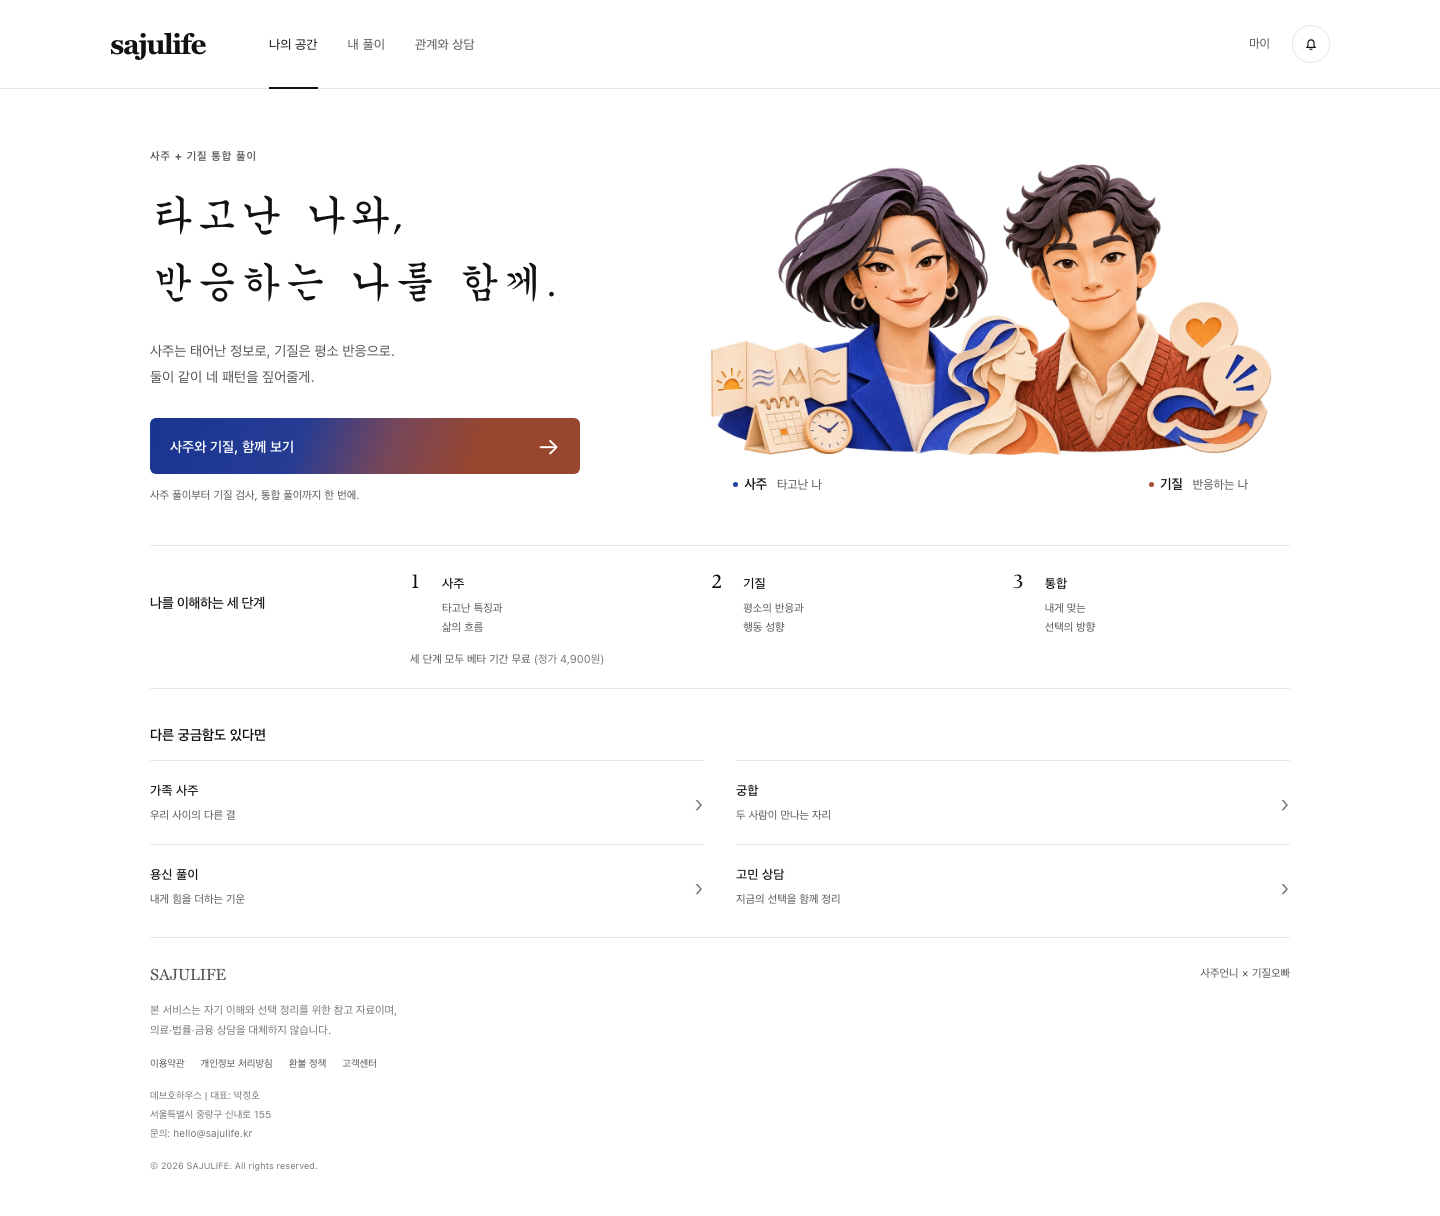 sajulife
나의 공간
내 풀이
관계와 상담
마이
사주 + 기질 통합 풀이
타고난 나와,
반응하는 나를 함께.
사주는 태어난 정보로, 기질은 평소 반응으로.
둘이 같이 네 패턴을 짚어줄게.
사주와 기질, 함께 보기
사주 풀이부터 기질 검사, 통합 풀이까지 한 번에.
사주 타고난 나
기질 반응하는 나
나를 이해하는 세 단계
1 사주
타고난 특징과
삶의 흐름
2 기질
평소의 반응과
행동 성향
3 통합
내게 맞는
선택의 방향
세 단계 모두 베타 기간 무료 (정가 4,900원)
다른 궁금함도 있다면
가족 사주
우리 사이의 다른 결
궁합
두 사람이 만나는 자리
용신 풀이
내게 힘을 더하는 기운
고민 상담
지금의 선택을 함께 정리
SAJULIFE
사주언니 × 기질오빠
본 서비스는 자기 이해와 선택 정리를 위한 참고 자료이며,
의료·법률·금융 상담을 대체하지 않습니다.
이용약관 개인정보 처리방침 환불 정책 고객센터
데브호하우스 | 대표: 박정호
서울특별시 중랑구 신내로 155
문의: hello@sajulife.kr
© 2026 SAJULIFE. All rights reserved.